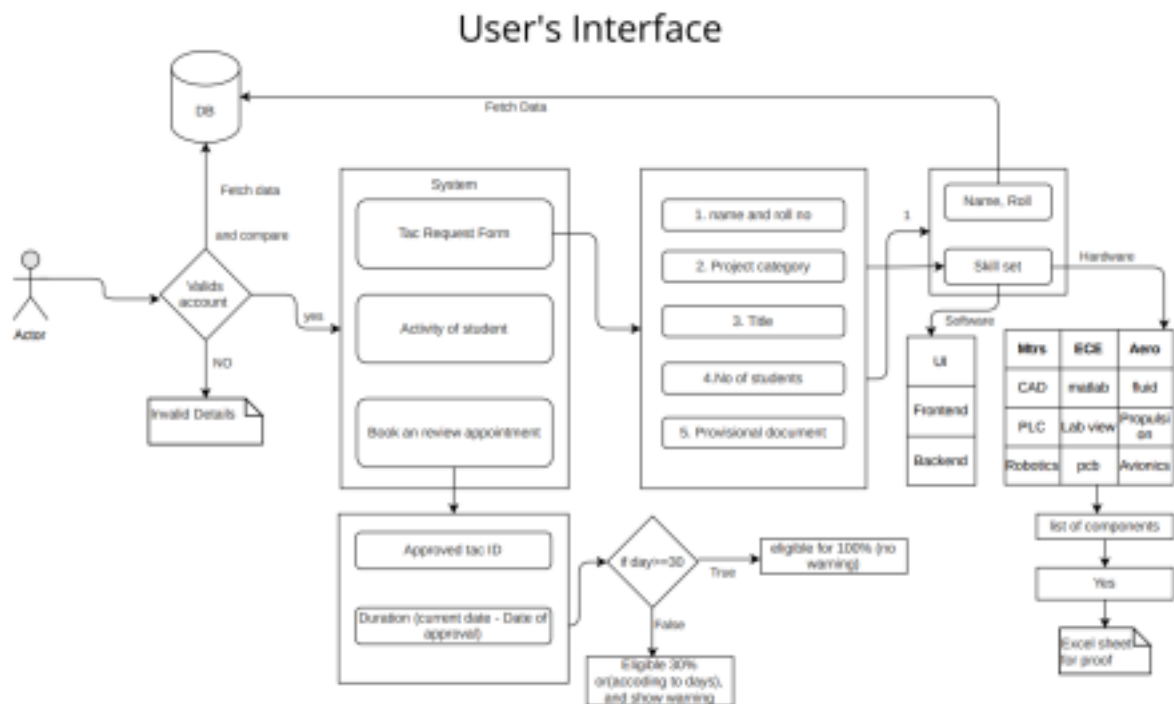 User's Interface
DB
Fetch Data
Fetch data
and compare
Actor
Valids
account
yes
NO
Invalid Details
System
Tac Request Form
Activity of student
Book an review appointment
1. name and roll no
2. Project category
3. Title
4.No of students
5. Provisional document
1
Name, Roll
Skill set
Hardware
Software
UI
Frontend
Backend
Mtrs ECE Aero
CAD matlab fluid
PLC Lab view Propulsi
on
Robotics pcb Avionics
list of components
Yes
Excel sheet
for proof
Approved tac ID
Duration (current date - Date of
approval)
if day>=30
True
eligible for 100% (no
warning)
False
Eligible 30%
or(accoding to days),
and show warning